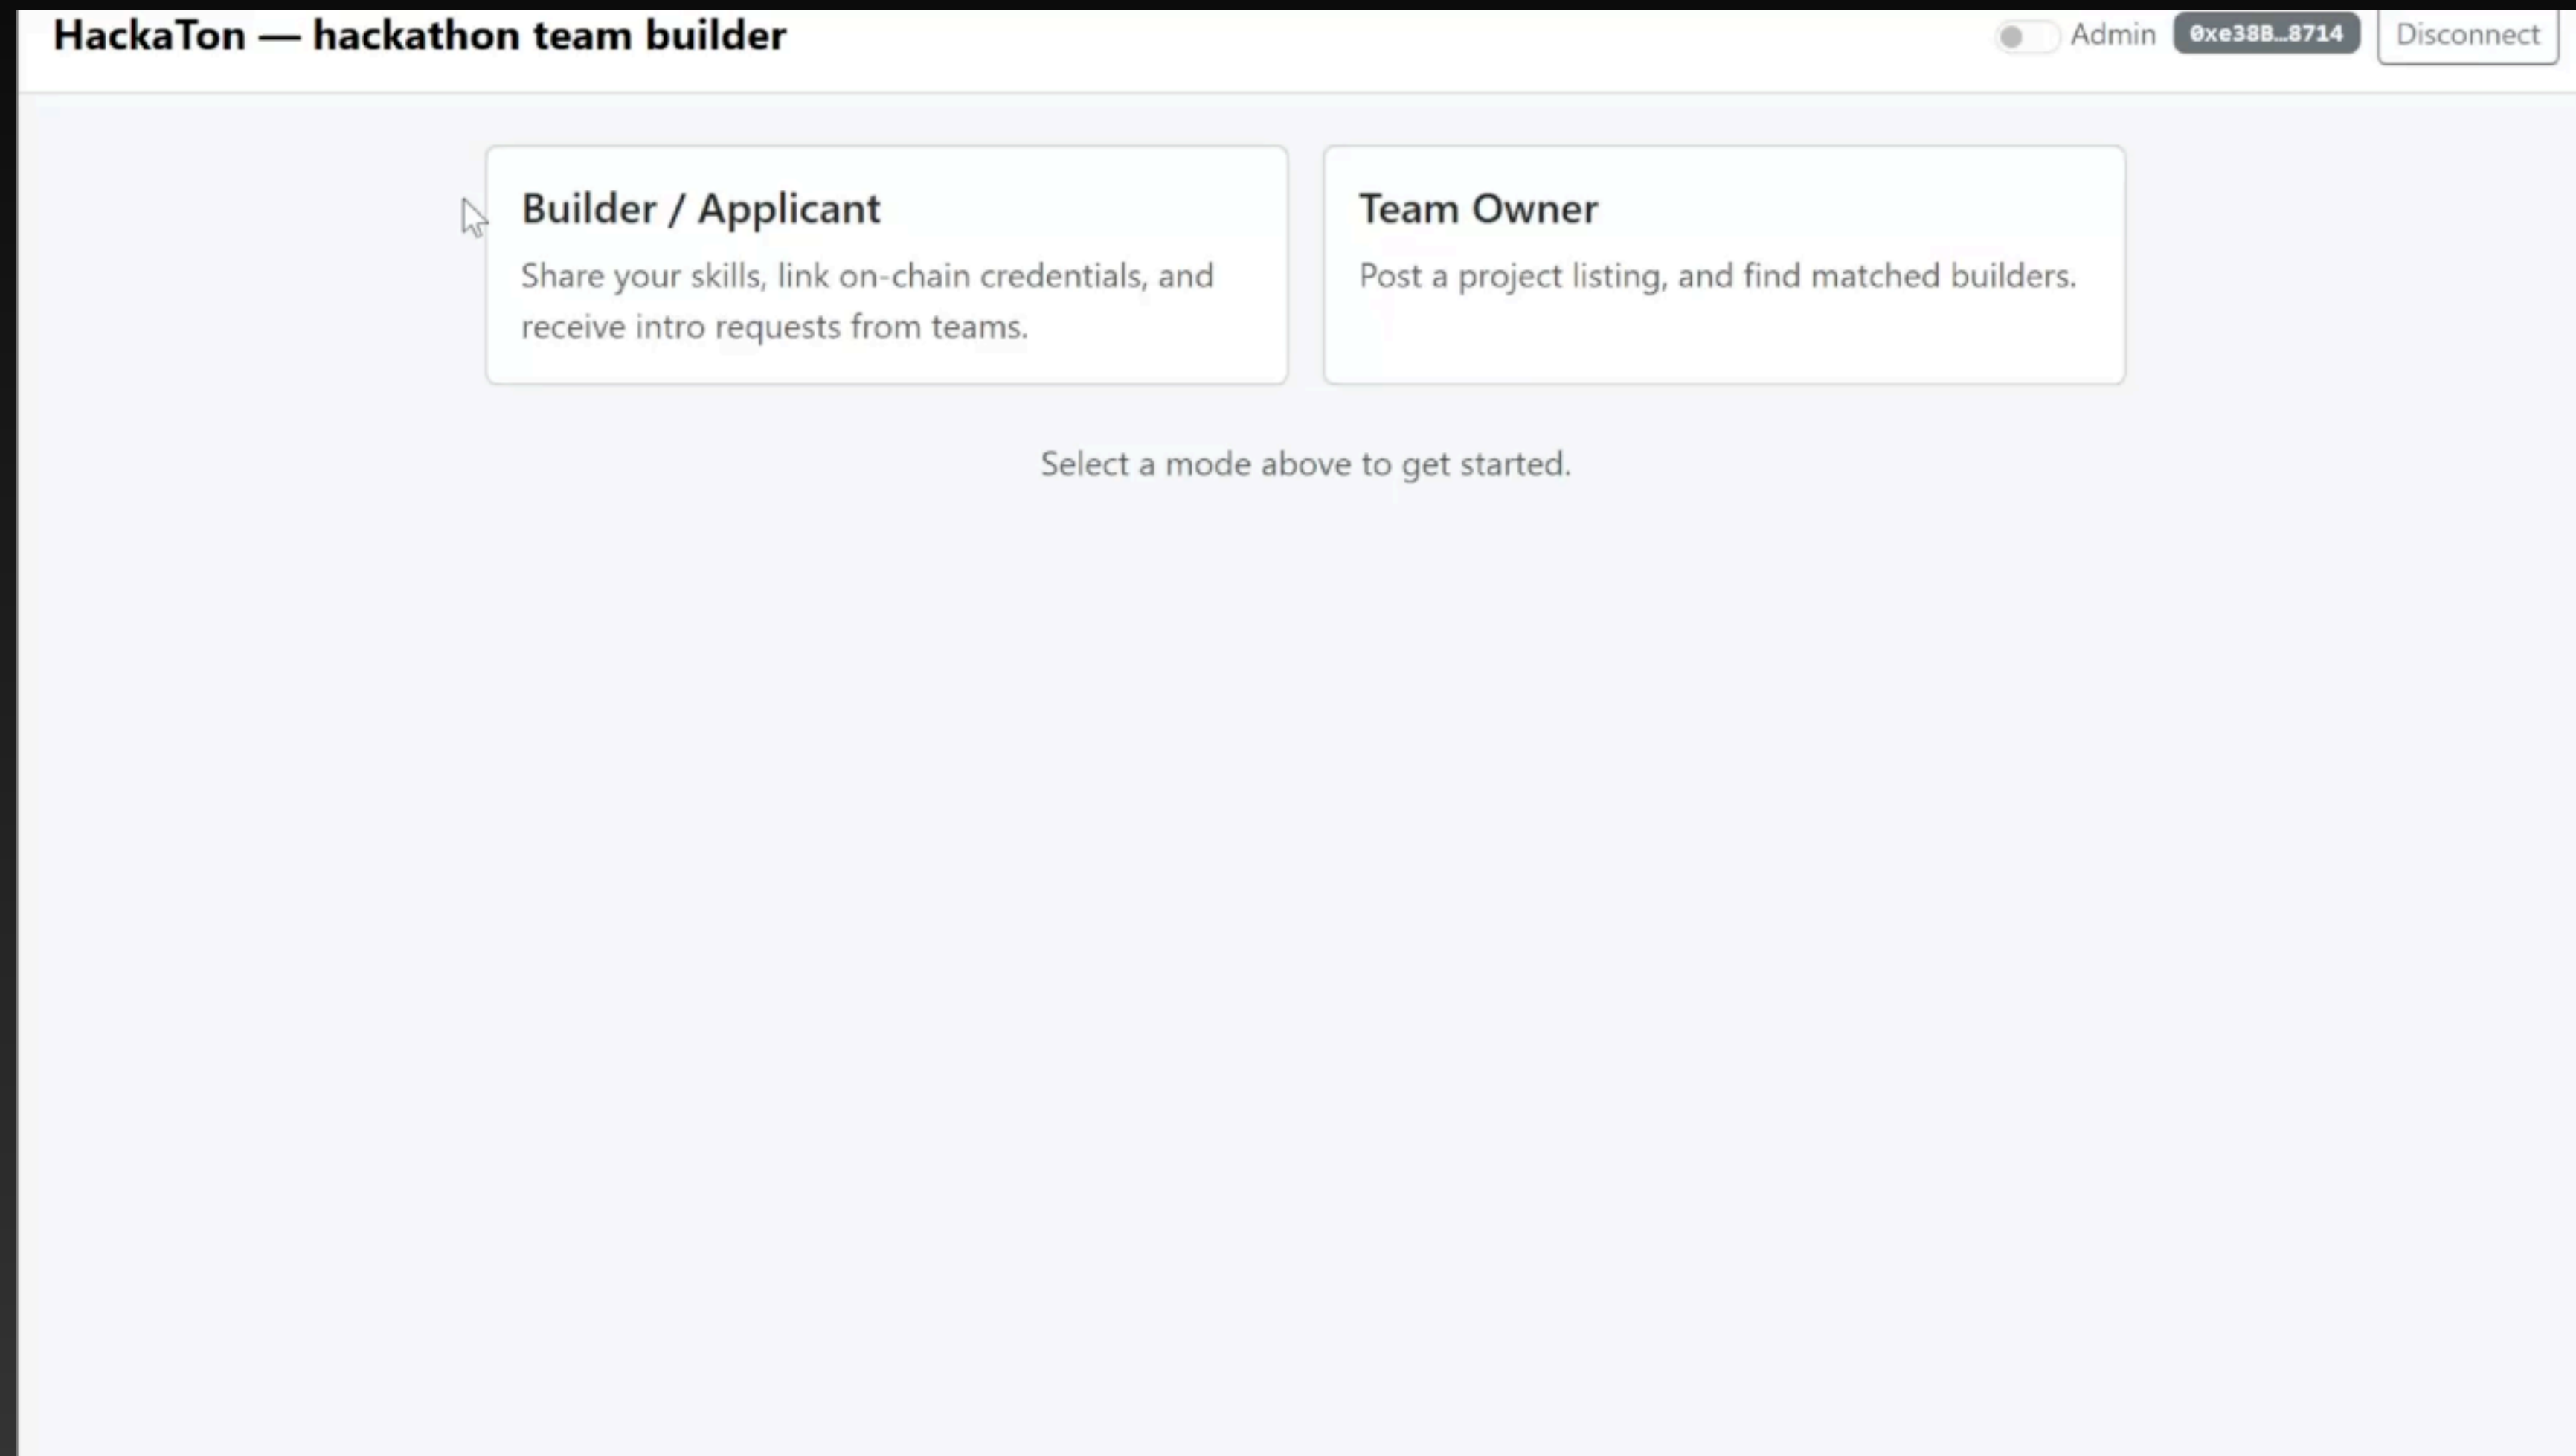 HackaTon — hackathon team builder
Admin
0xe38B…8714
Disconnect
Builder / Applicant
Share your skills, link on-chain credentials, and
receive intro requests from teams.
Team Owner
Post a project listing, and find matched builders.
Select a mode above to get started.